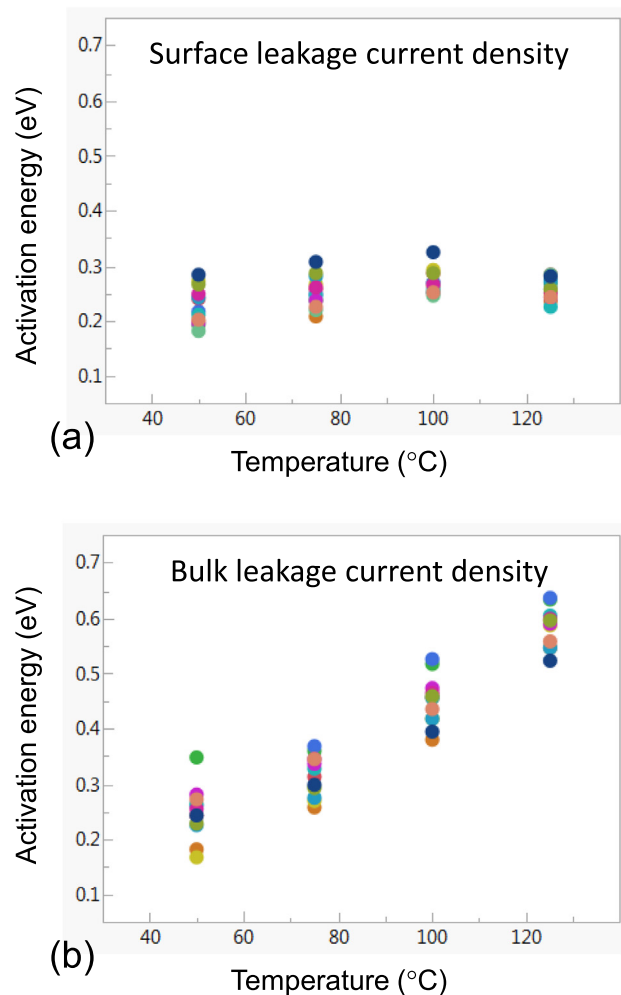 Surface leakage current density
Activation energy (eV)
0.7
0.6
0.5
0.4
0.3
0.2
0.1
40 60 80 100 120
(a)
Temperature (°C)
Bulk leakage current density
Activation energy (eV)
0.7
0.6
0.5
0.4
0.3
0.2
0.1
40 60 80 100 120
(b)
Temperature (°C)